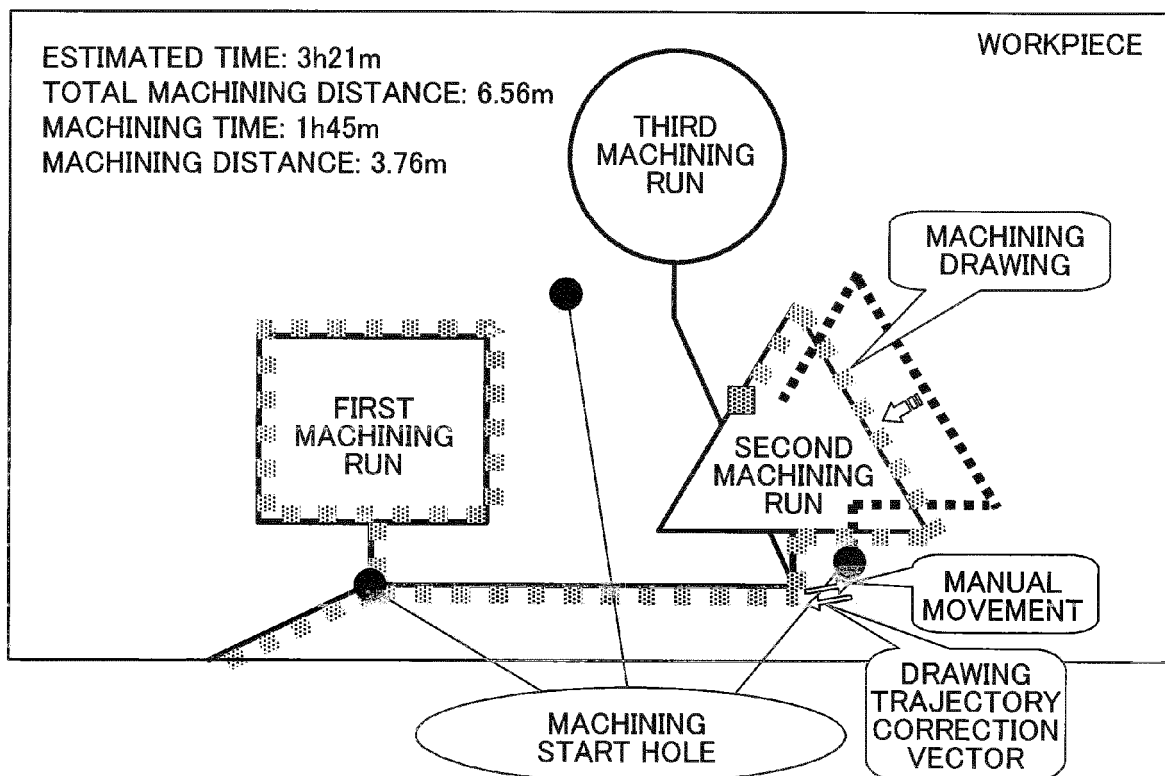 ESTIMATED TIME: 3h21m
TOTAL MACHINING DISTANCE: 6.56m
MACHINING TIME: 1h45m
MACHINING DISTANCE: 3.76m
WORKPIECE
THIRD
MACHINING
RUN
MACHINING
DRAWING
FIRST
MACHINING
RUN
SECOND
MACHINING
RUN
MANUAL
MOVEMENT
DRAWING
TRAJECTORY
CORRECTION
VECTOR
MACHINING
START HOLE